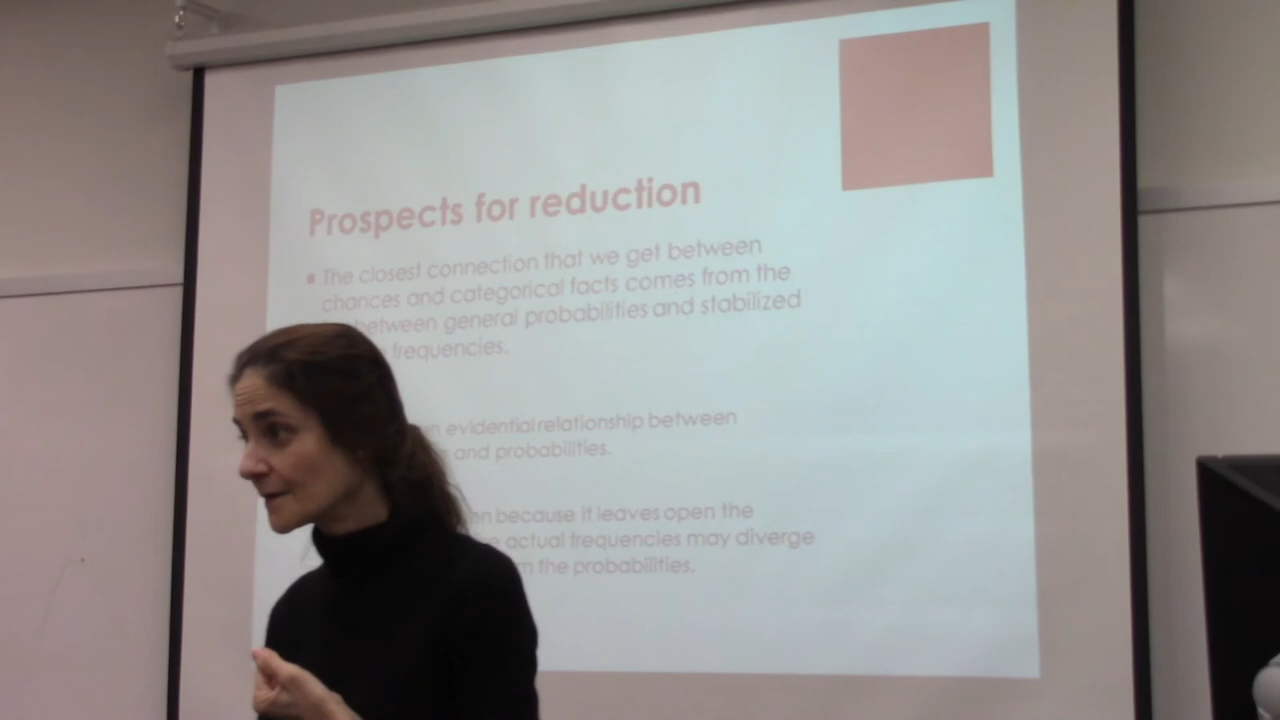 Prospects for reduction
▪ The closest connection that we get between
chances and categorical facts comes from the
between general probabilities and stabilized
frequencies.
evidential relationship between
and probabilities.
because it leaves open the
actual frequencies may diverge
the probabilities.